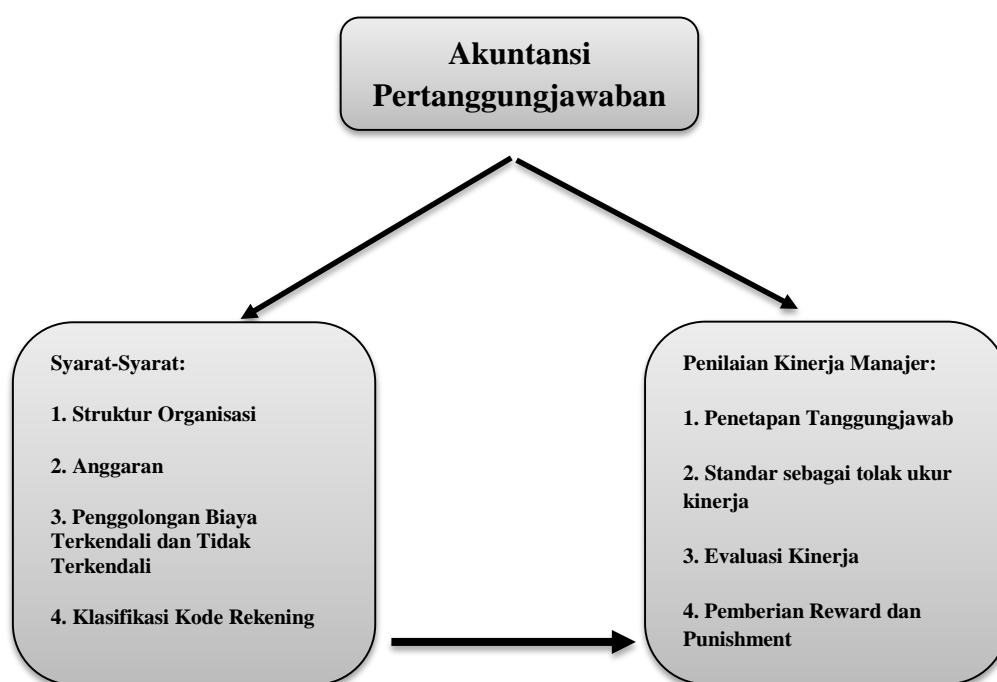 Akuntansi
Pertanggungjawaban
Syarat-Syarat:
1. Struktur Organisasi
2. Anggaran
3. Penggolongan Biaya
Terkendali dan Tidak
Terkendali
4. Klasifikasi Kode Rekening
Penilaian Kinerja Manajer:
1. Penetapan Tanggungjawab
2. Standar sebagai tolak ukur
kinerja
3. Evaluasi Kinerja
4. Pemberian Reward dan
Punishment